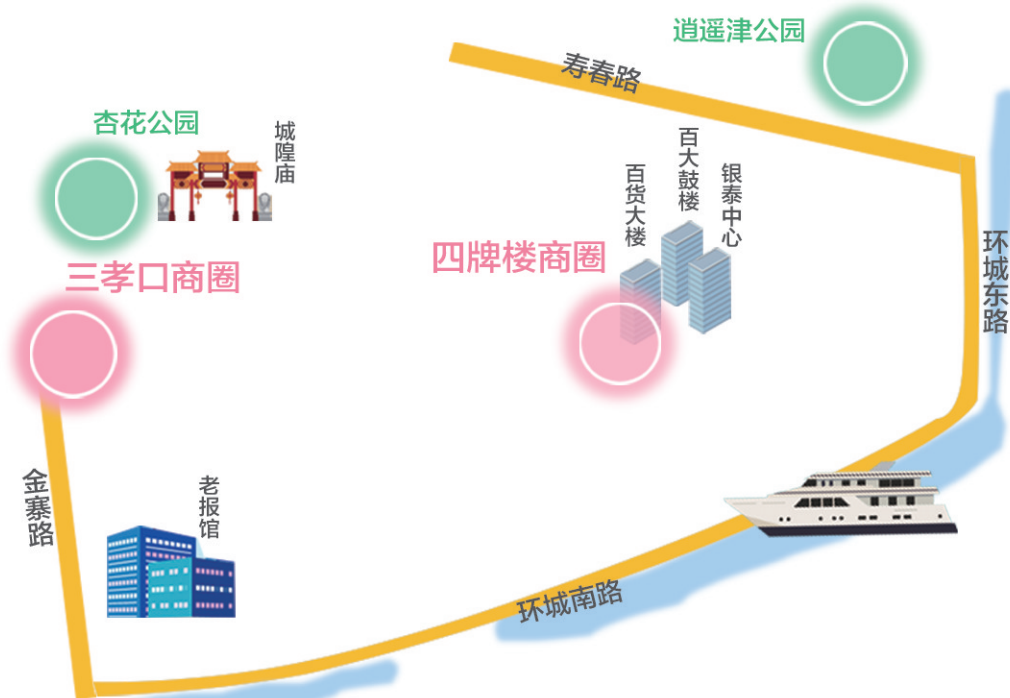 逍遥津公园
寿春路
杏花公园
城隍庙
百大鼓楼
百货大楼
银泰中心
四牌楼商圈
三孝口商圈
环城东路
金寨路
老报馆
环城南路